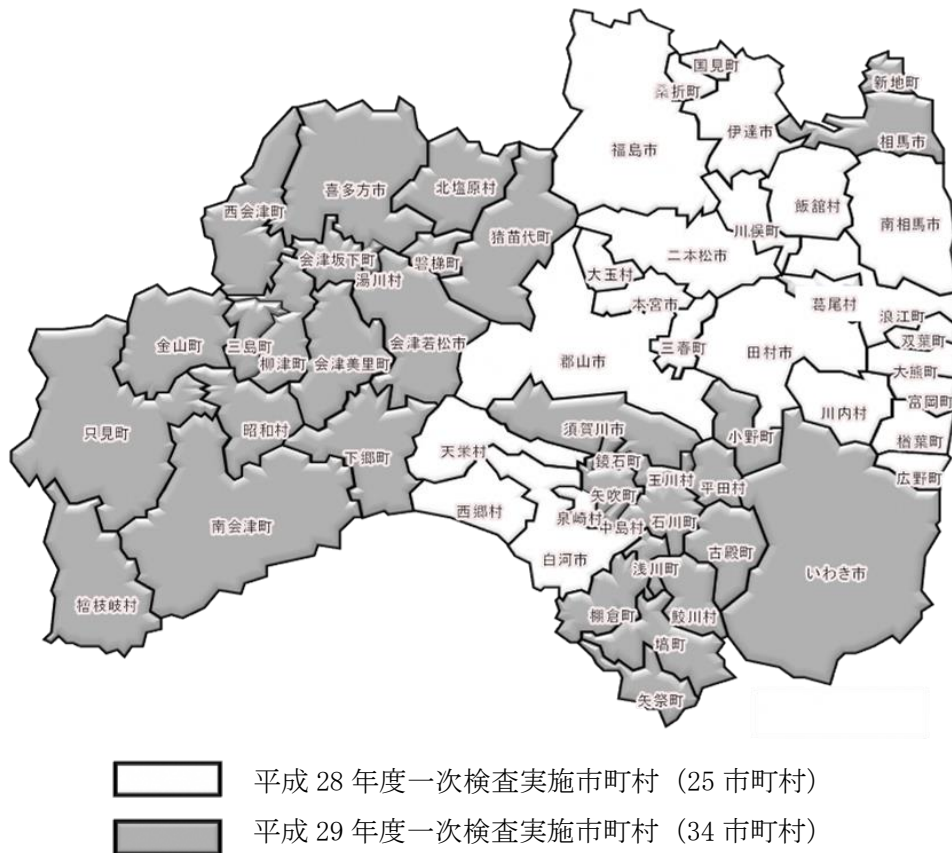 国見町
新地町
桑折町
伊達市
相馬市
福島市
喜多方市
北塩原村
飯舘村
西会津町
南相馬市
猪苗代町
川俣町
二本松市
会津坂下町
磐梯町
湯川村
大玉村
本宮市
葛尾村
浪江町
双葉町
金山町
三島町
柳津町
会津美里町
会津若松市
三春町
田村市
郡山市
大熊町
富岡町
川内村
只見町
昭和村
下郷町
須賀川市
小野町
楢葉町
天栄村
鏡石町
玉川村
平田村
広野町
矢吹町
西郷村
泉崎村
中島村
石川町
南会津町
白河市
古殿町
浅川町
いわき市
檜枝岐村
棚倉町
鮫川村
塙町
矢祭町
平成 28 年度一次検査実施市町村（25 市町村）
平成 29 年度一次検査実施市町村（34 市町村）